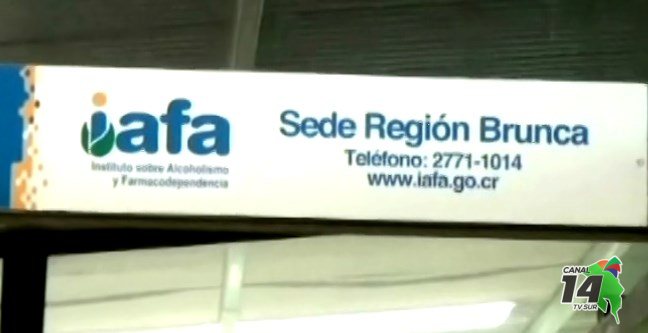 iafa
Instituto sobre Alcoholismo
y Farmacodependencia
Sede Región Brunca
Teléfono: 2771-1014
www.iafa.go.cr
CANAL
14
TV SUR